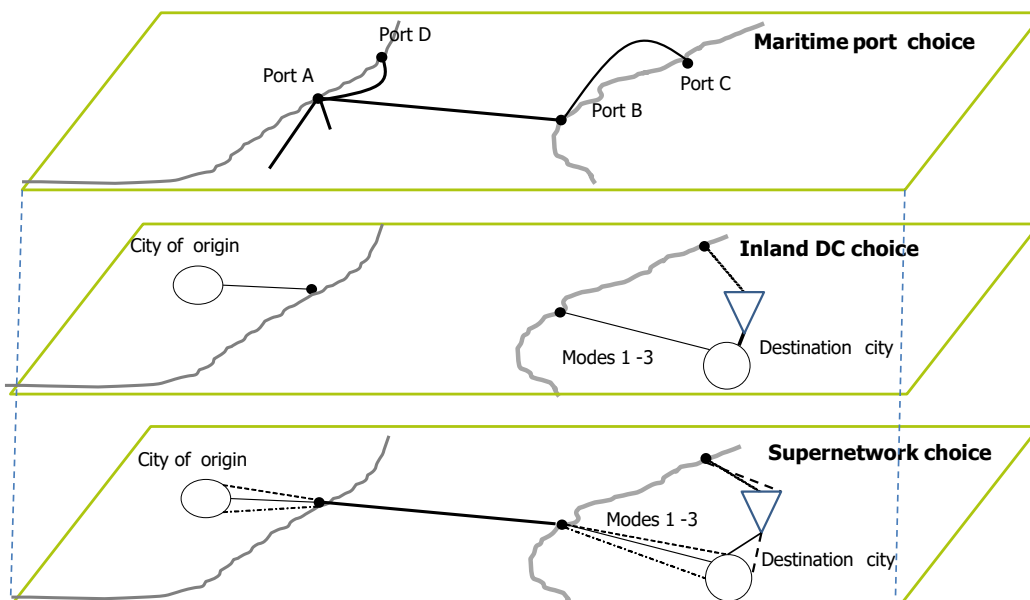 Port D
Maritime port choice
Port A
Port C
Port B
City of origin
Inland DC choice
Destination city
Modes 1 -3
Supernetwork choice
City of origin
Modes 1 -3
Destination city